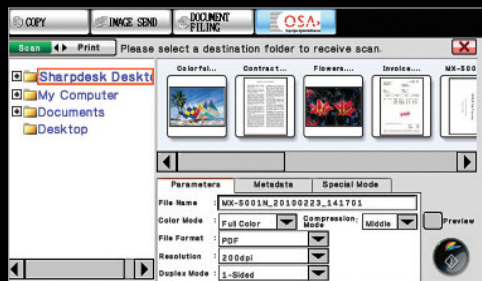 COPY
IMAGE SEND
DOCUMENT
FILING
OSA
Scan
Print
Please select a destination folder to receive scan.
X
Sharpdesk Deskt
My Computer
Documents
Desktop
Colorful...
Contract...
Flowers...
Invoice...
MX-500
Parameters
Metadata
Special Mode
File Name : MX-5001N_20100223_141701
Color Mode : Full Color
Compression:
Mode
Middle
Preview
File Format : PDF
Resolution : 200dpi
Duplex Mode : 1-Sided